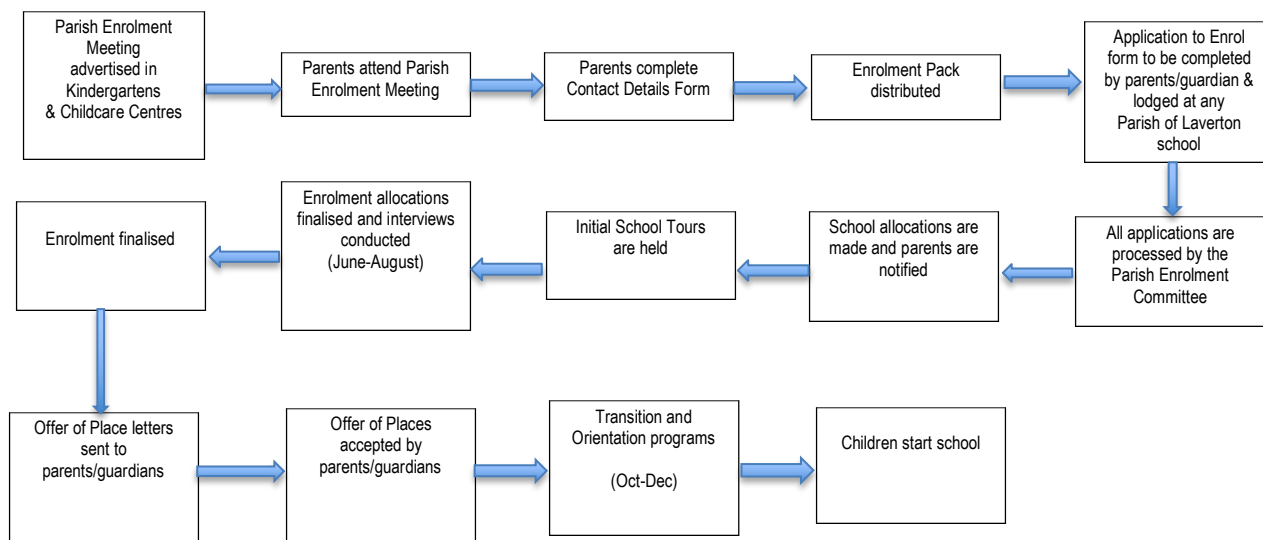 Parish Enrolment
Meeting
advertised in
Kindergartens
& Childcare Centres
Parents attend Parish
Enrolment Meeting
Parents complete
Contact Details Form
Enrolment Pack
distributed
Application to Enrol
form to be completed
by parents/guardian &
lodged at any
Parish of Laverton
school
All applications are
processed by the
Parish Enrolment
Committee
School allocations are
made and parents are
notified
Initial School Tours
are held
Enrolment allocations
finalised and interviews
conducted
(June-August)
Enrolment finalised
Offer of Place letters
sent to
parents/guardians
Offer of Places
accepted by
parents/guardians
Transition and
Orientation programs
(Oct-Dec)
Children start school